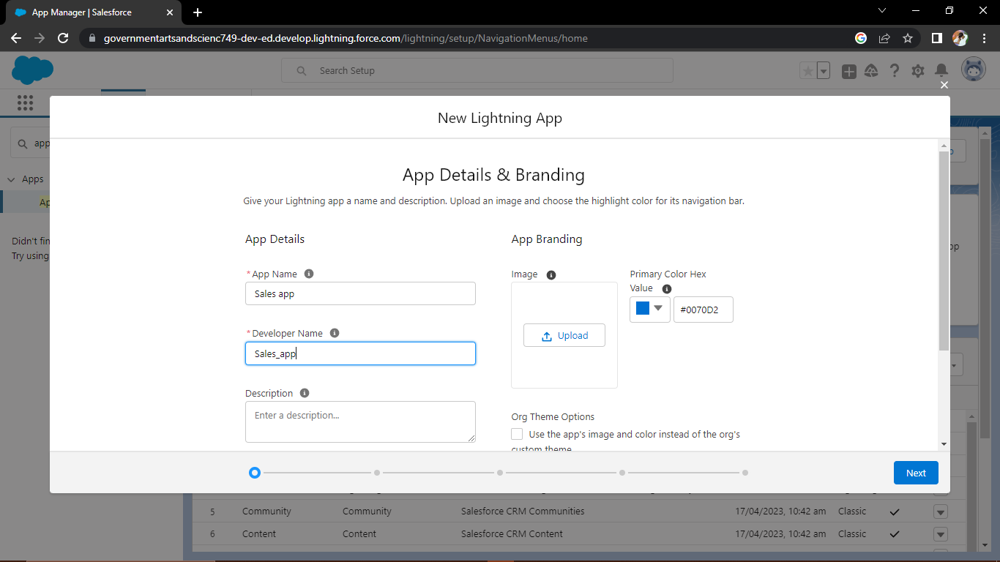 App Manager | Salesforce
governmentartsandscienc749-dev-ed.develop.lightning.force.com/lightning/setup/NavigationMenus/home
Search Setup
New Lightning App
app
Apps
Ap
Didn't fin
Try using
App Details & Branding
Give your Lightning app a name and description. Upload an image and choose the highlight color for its navigation bar.
App Details
App Branding
*App Name
Sales app
Image
Primary Color Hex
Value
#0070D2
Upload
*Developer Name
Sales_app
Description
Enter a description...
Org Theme Options
Use the app's image and color instead of the org's
custom theme
Next
5 Community Community Salesforce CRM Communities 17/04/2023, 10:42 am Classic
6 Content Content Salesforce CRM Content 17/04/2023, 10:42 am Classic